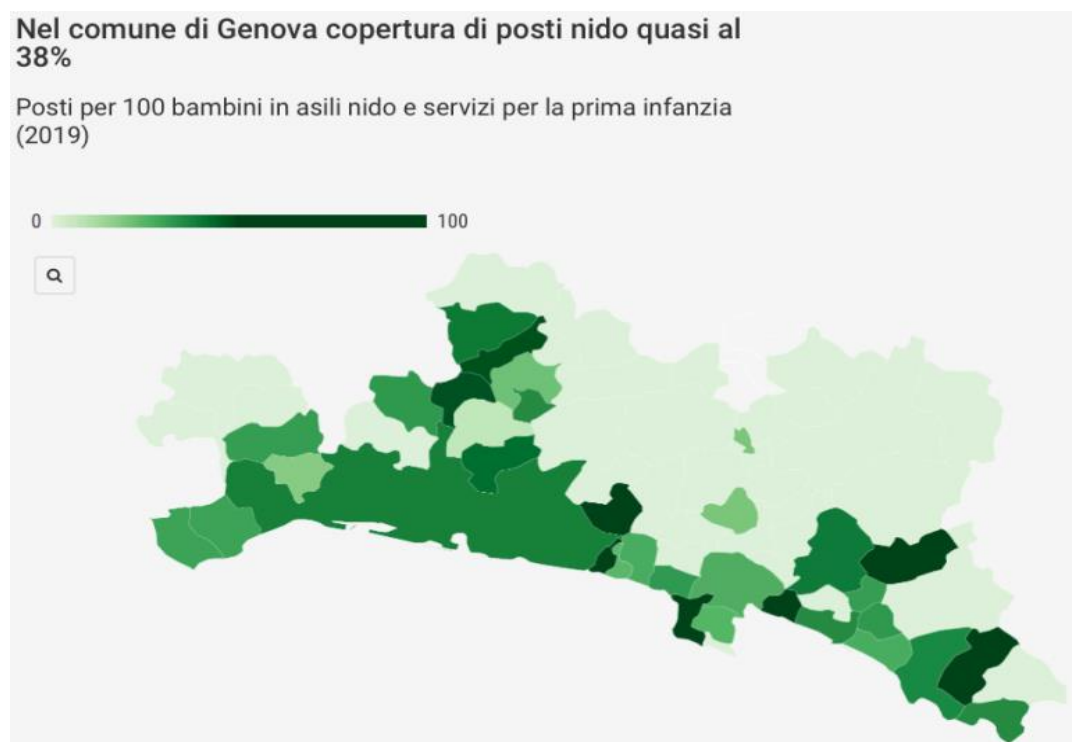 Nel comune di Genova copertura di posti nido quasi al
38%
Posti per 100 bambini in asili nido e servizi per la prima infanzia
(2019)
0 100